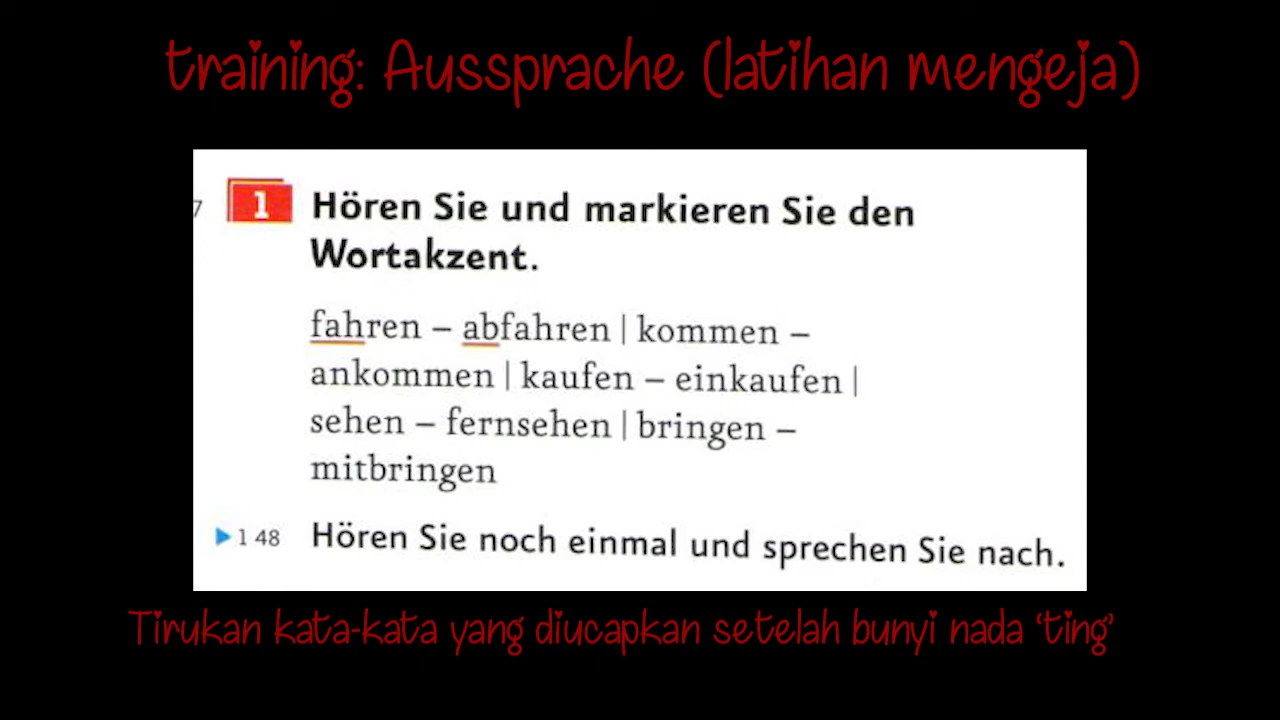 training: Aussprache (latihan mengeja)
7 1 Hören Sie und markieren Sie den
Wortakzent.
fahren – abfahren | kommen –
ankommen | kaufen – einkaufen |
sehen – fernsehen | bringen –
mitbringen
▶ 1 48 Hören Sie noch einmal und sprechen Sie nach.
Tirukan kata-kata yang diucapkan setelah bunyi nada ‘ting’